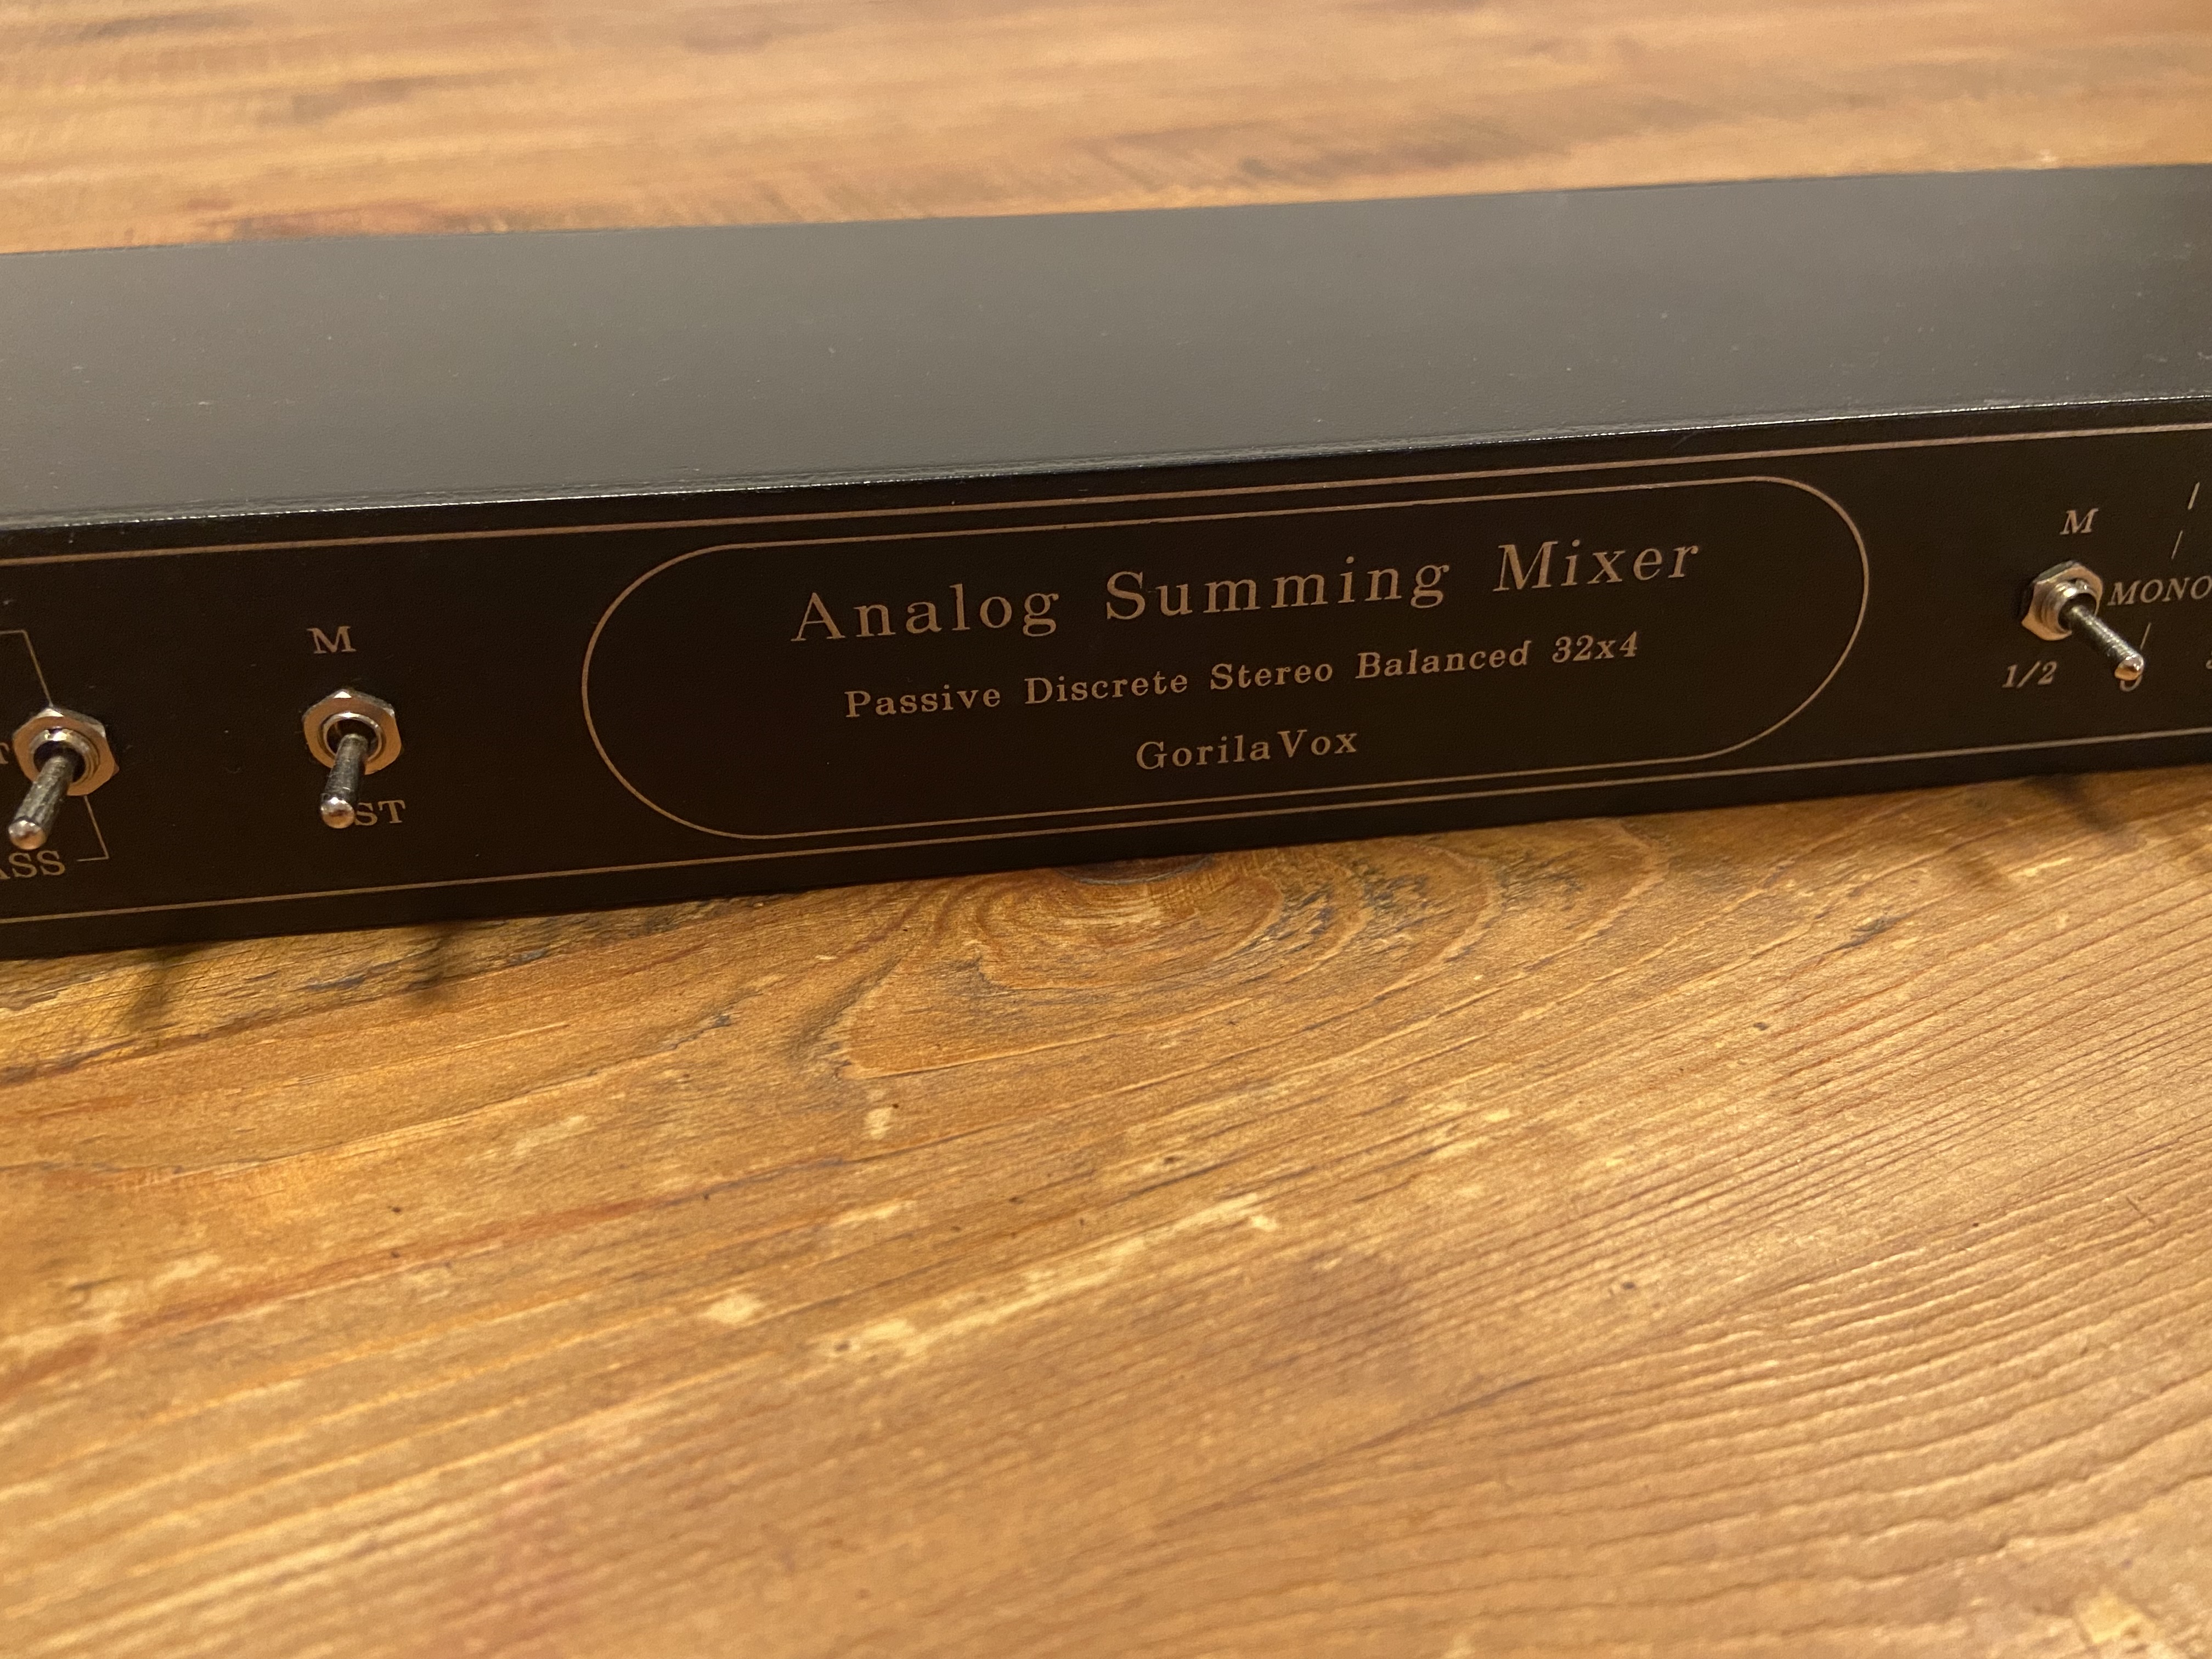 M
ST
Analog Summing Mixer
Passive Discrete Stereo Balanced 32x4
GorilaVox
M
MONO
1/2